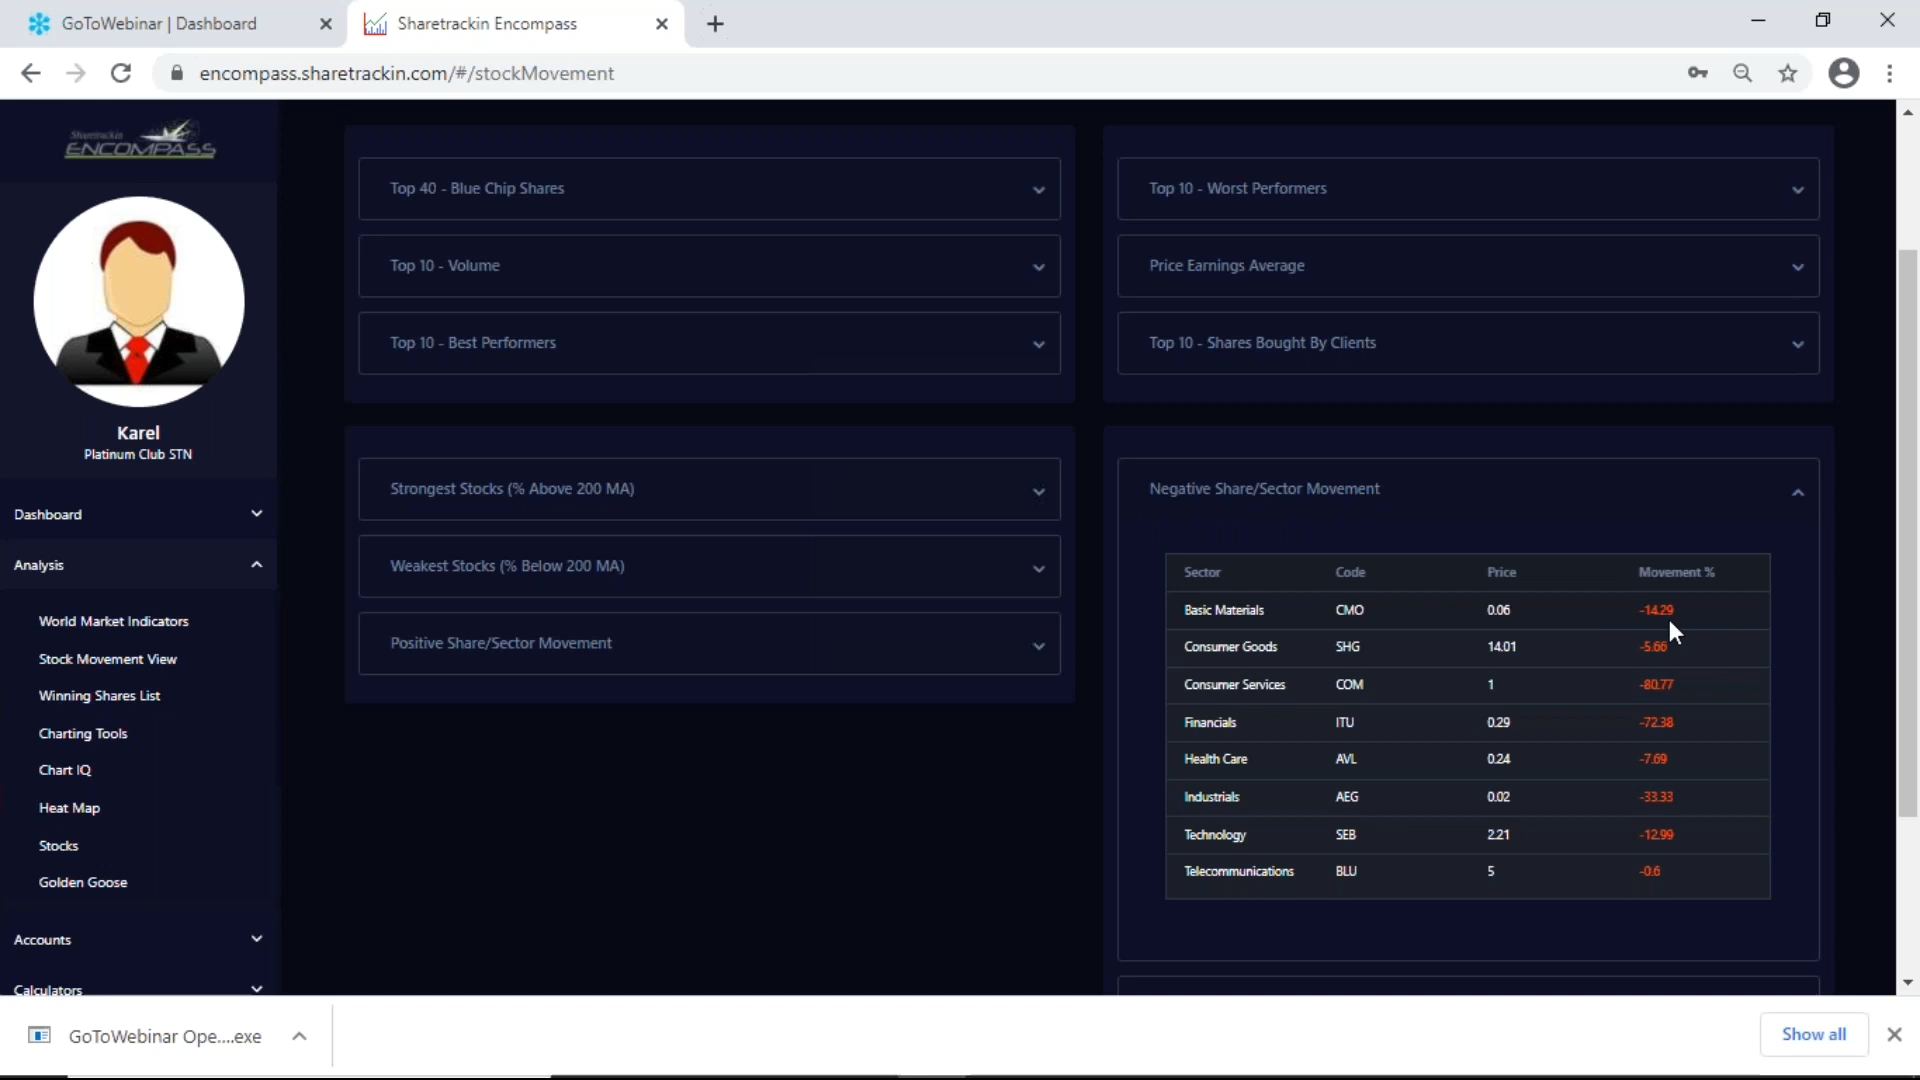 GoToWebinar | Dashboard
Sharetrackin Encompass
encompass.sharetrackin.com/#/stockMovement
Sharetrackin
ENCOMPASS
Karel
Platinum Club STN
Dashboard
Analysis
World Market Indicators
Stock Movement View
Winning Shares List
Charting Tools
Chart IQ
Heat Map
Stocks
Golden Goose
Accounts
Calculators
Top 40 - Blue Chip Shares
Top 10 - Volume
Top 10 - Best Performers
Top 10 - Worst Performers
Price Earnings Average
Top 10 - Shares Bought By Clients
Strongest Stocks (% Above 200 MA)
Weakest Stocks (% Below 200 MA)
Positive Share/Sector Movement
Negative Share/Sector Movement
Sector Code Price Movement %
Basic Materials CMO 0.06 -14.29
Consumer Goods SHG 14.01 -5.66
Consumer Services COM 1 -80.77
Financials ITU 0.29 -72.38
Health Care AVL 0.24 -7.69
Industrials AEG 0.02 -33.33
Technology SEB 2.21 -12.99
Telecommunications BLU 5 -0.6
GoToWebinar Ope....exe
Show all